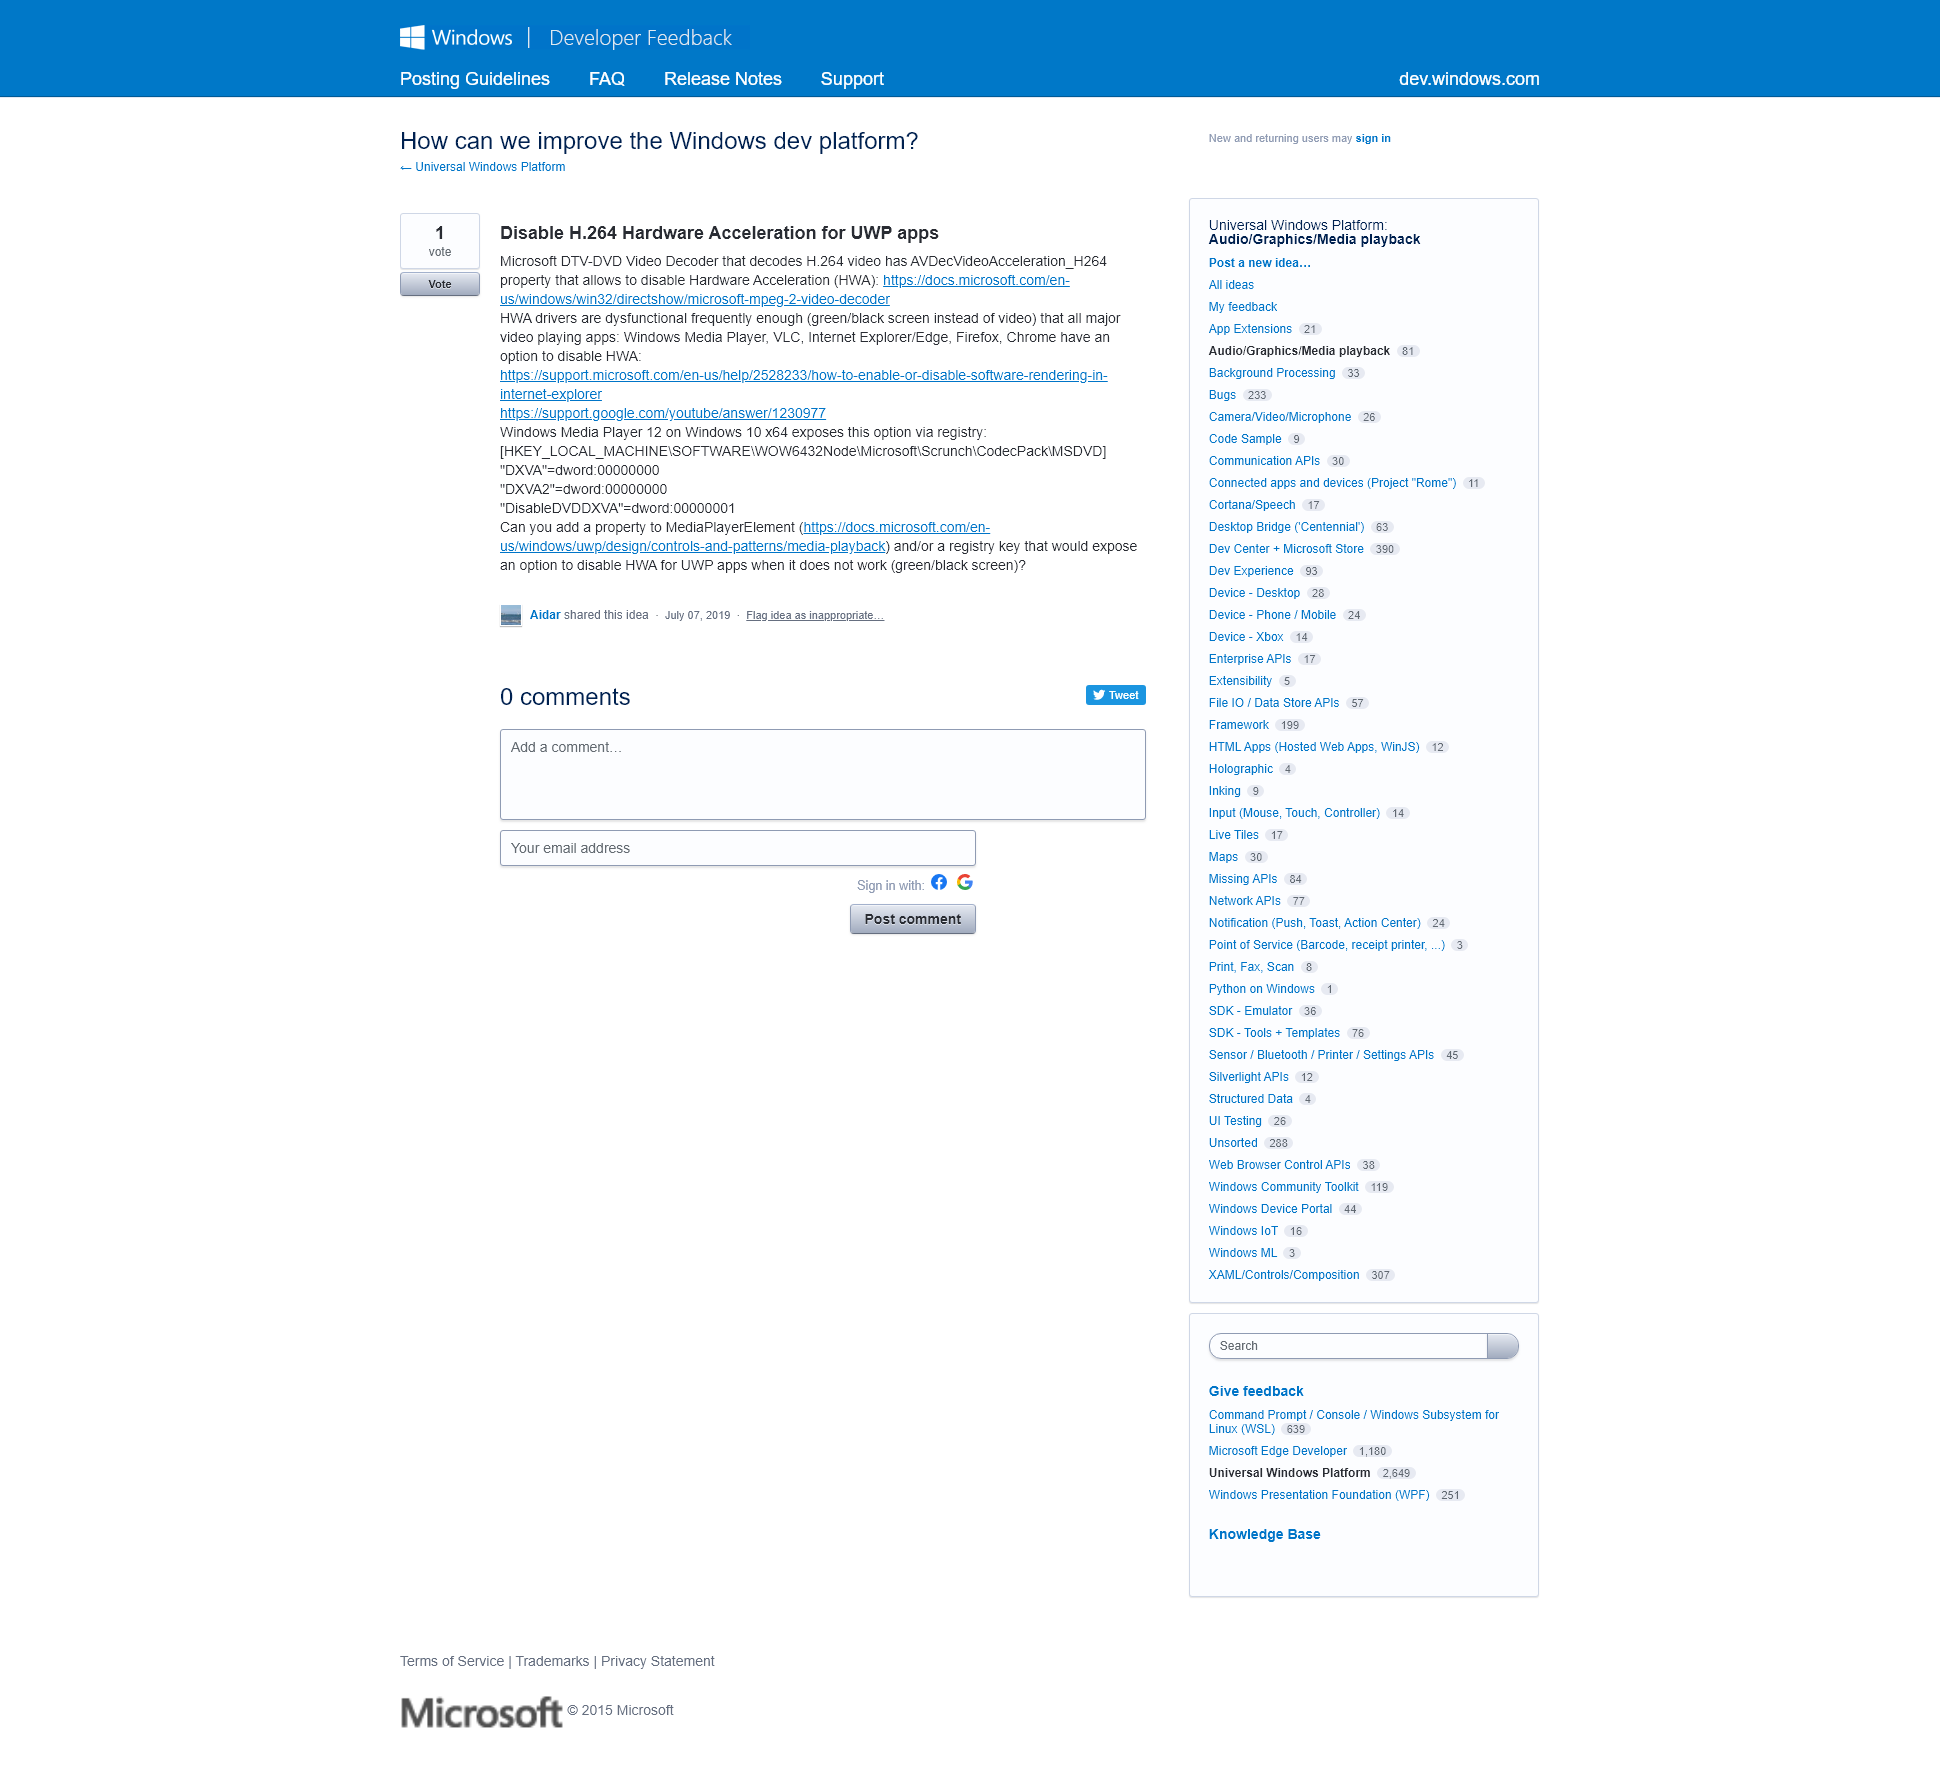 Windows | Developer Feedback
Posting Guidelines FAQ Release Notes Support dev.windows.com
How can we improve the Windows dev platform?
← Universal Windows Platform
New and returning users may sign in
1
vote
Vote
Disable H.264 Hardware Acceleration for UWP apps
Microsoft DTV-DVD Video Decoder that decodes H.264 video has AVDecVideoAcceleration_H264
property that allows to disable Hardware Acceleration (HWA): https://docs.microsoft.com/en-
us/windows/win32/directshow/microsoft-mpeg-2-video-decoder
HWA drivers are dysfunctional frequently enough (green/black screen instead of video) that all major
video playing apps: Windows Media Player, VLC, Internet Explorer/Edge, Firefox, Chrome have an
option to disable HWA:
https://support.microsoft.com/en-us/help/2528233/how-to-enable-or-disable-software-rendering-in-
internet-explorer
https://support.google.com/youtube/answer/1230977
Windows Media Player 12 on Windows 10 x64 exposes this option via registry:
[HKEY_LOCAL_MACHINE\SOFTWARE\WOW6432Node\Microsoft\Scrunch\CodecPack\MSDVD]
"DXVA"=dword:00000000
"DXVA2"=dword:00000000
"DisableDVDDXVA"=dword:00000001
Can you add a property to MediaPlayerElement (https://docs.microsoft.com/en-
us/windows/uwp/design/controls-and-patterns/media-playback) and/or a registry key that would expose
an option to disable HWA for UWP apps when it does not work (green/black screen)?
Aidar shared this idea · July 07, 2019 · Flag idea as inappropriate…
0 comments
Tweet
Add a comment…
Your email address
Sign in with:
Post comment
Universal Windows Platform:
Audio/Graphics/Media playback
Post a new idea…
All ideas
My feedback
App Extensions 21
Audio/Graphics/Media playback 81
Background Processing 33
Bugs 233
Camera/Video/Microphone 26
Code Sample 9
Communication APIs 30
Connected apps and devices (Project "Rome") 11
Cortana/Speech 17
Desktop Bridge ('Centennial') 63
Dev Center + Microsoft Store 390
Dev Experience 93
Device - Desktop 28
Device - Phone / Mobile 24
Device - Xbox 14
Enterprise APIs 17
Extensibility 5
File IO / Data Store APIs 57
Framework 199
HTML Apps (Hosted Web Apps, WinJS) 12
Holographic 4
Inking 9
Input (Mouse, Touch, Controller) 14
Live Tiles 17
Maps 30
Missing APIs 84
Network APIs 77
Notification (Push, Toast, Action Center) 24
Point of Service (Barcode, receipt printer, ...) 3
Print, Fax, Scan 8
Python on Windows 1
SDK - Emulator 36
SDK - Tools + Templates 76
Sensor / Bluetooth / Printer / Settings APIs 45
Silverlight APIs 12
Structured Data 4
UI Testing 26
Unsorted 288
Web Browser Control APIs 38
Windows Community Toolkit 119
Windows Device Portal 44
Windows IoT 16
Windows ML 3
XAML/Controls/Composition 307
Search
Give feedback
Command Prompt / Console / Windows Subsystem for
Linux (WSL) 639
Microsoft Edge Developer 1,180
Universal Windows Platform 2,649
Windows Presentation Foundation (WPF) 251
Knowledge Base
Terms of Service | Trademarks | Privacy Statement
Microsoft © 2015 Microsoft